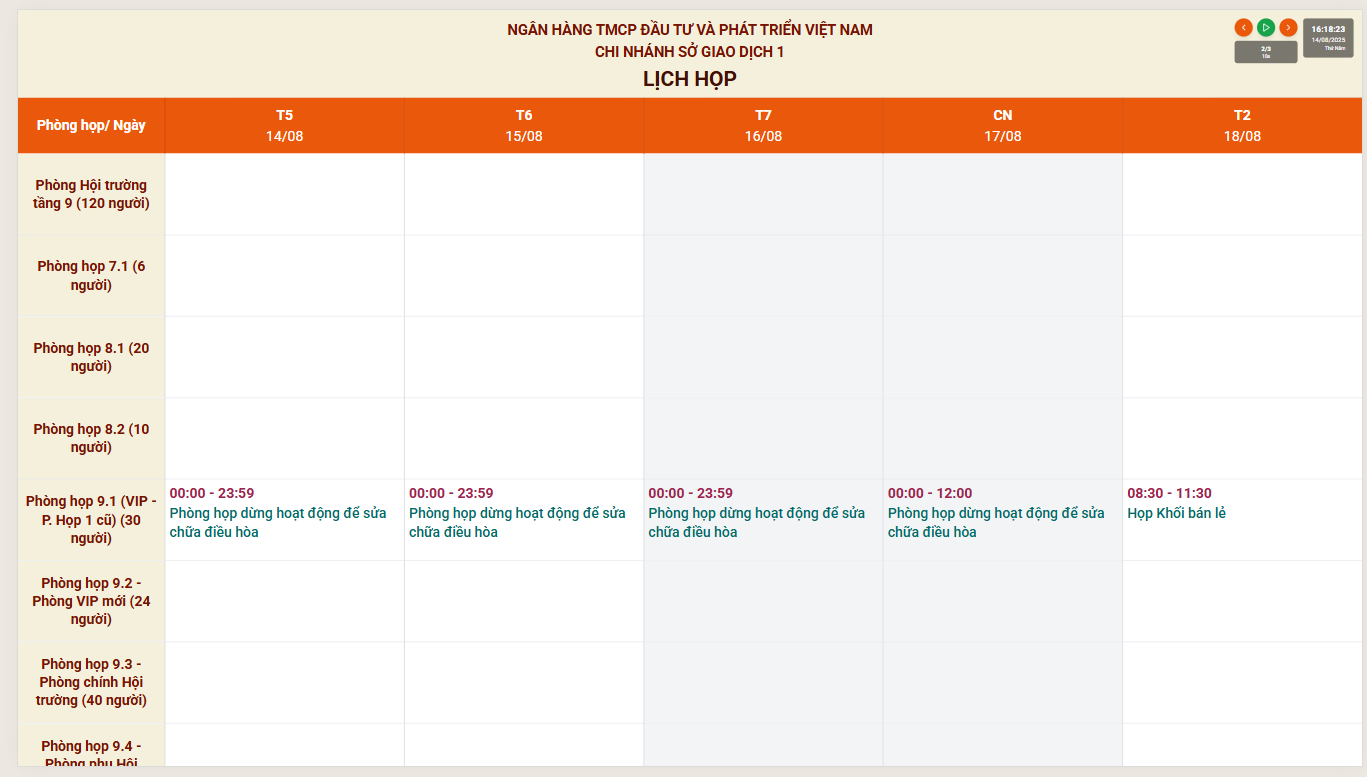 NGÂN HÀNG TMCP ĐẦU TƯ VÀ PHÁT TRIỂN VIỆT NAM
CHI NHÁNH SỞ GIAO DỊCH 1
LỊCH HỌP
2/3
16s
16:18:23
14/08/2025
Thứ Năm
Phòng họp/ Ngày
T5
14/08
T6
15/08
T7
16/08
CN
17/08
T2
18/08
Phòng Hội trường
tầng 9 (120 người)
Phòng họp 7.1 (6
người)
Phòng họp 8.1 (20
người)
Phòng họp 8.2 (10
người)
Phòng họp 9.1 (VIP -
P. Họp 1 cũ) (30
người)
00:00 - 23:59
Phòng họp dừng hoạt động để sửa
chữa điều hòa
00:00 - 23:59
Phòng họp dừng hoạt động để sửa
chữa điều hòa
00:00 - 23:59
Phòng họp dừng hoạt động để sửa
chữa điều hòa
00:00 - 12:00
Phòng họp dừng hoạt động để sửa
chữa điều hòa
08:30 - 11:30
Họp Khối bán lẻ
Phòng họp 9.2 -
Phòng VIP mới (24
người)
Phòng họp 9.3 -
Phòng chính Hội
trường (40 người)
Phòng họp 9.4 -
Phòng phụ Hội